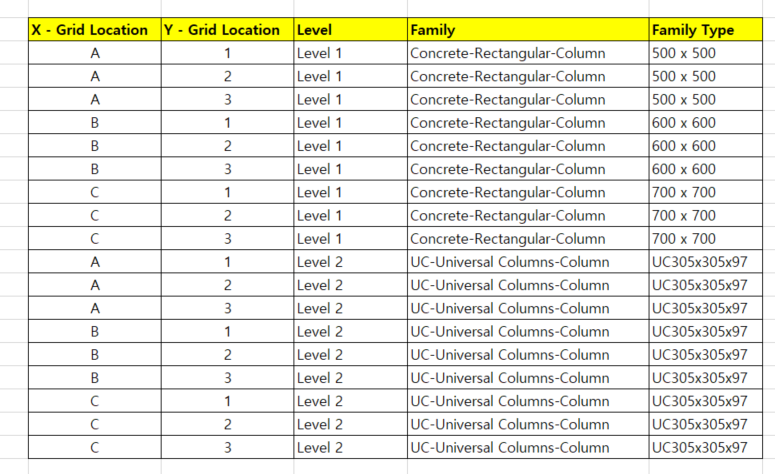 X - Grid Location Y - Grid Location Level Family Family Type
A 1 Level 1 Concrete-Rectangular-Column 500 x 500
A 2 Level 1 Concrete-Rectangular-Column 500 x 500
A 3 Level 1 Concrete-Rectangular-Column 500 x 500
B 1 Level 1 Concrete-Rectangular-Column 600 x 600
B 2 Level 1 Concrete-Rectangular-Column 600 x 600
B 3 Level 1 Concrete-Rectangular-Column 600 x 600
C 1 Level 1 Concrete-Rectangular-Column 700 x 700
C 2 Level 1 Concrete-Rectangular-Column 700 x 700
C 3 Level 1 Concrete-Rectangular-Column 700 x 700
A 1 Level 2 UC-Universal Columns-Column UC305x305x97
A 2 Level 2 UC-Universal Columns-Column UC305x305x97
A 3 Level 2 UC-Universal Columns-Column UC305x305x97
B 1 Level 2 UC-Universal Columns-Column UC305x305x97
B 2 Level 2 UC-Universal Columns-Column UC305x305x97
B 3 Level 2 UC-Universal Columns-Column UC305x305x97
C 1 Level 2 UC-Universal Columns-Column UC305x305x97
C 2 Level 2 UC-Universal Columns-Column UC305x305x97
C 3 Level 2 UC-Universal Columns-Column UC305x305x97